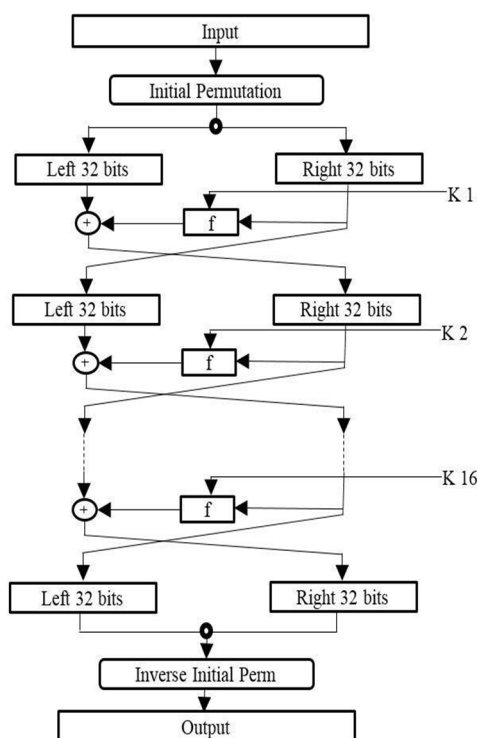 Input
Initial Permutation
Left 32 bits
Right 32 bits
K 1
+
f
Left 32 bits
Right 32 bits
K 2
+
f
K 16
+
f
Left 32 bits
Right 32 bits
Inverse Initial Perm
Output